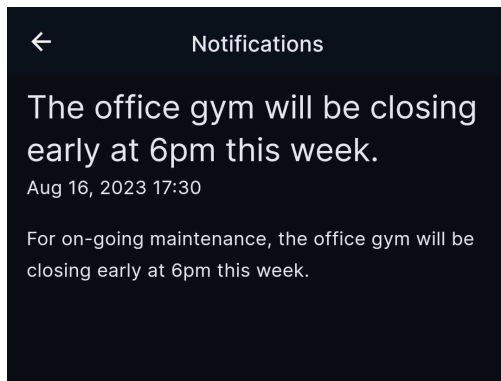 Notifications
The office gym will be closing
early at 6pm this week.
Aug 16, 2023 17:30
For on-going maintenance, the office gym will be
closing early at 6pm this week.